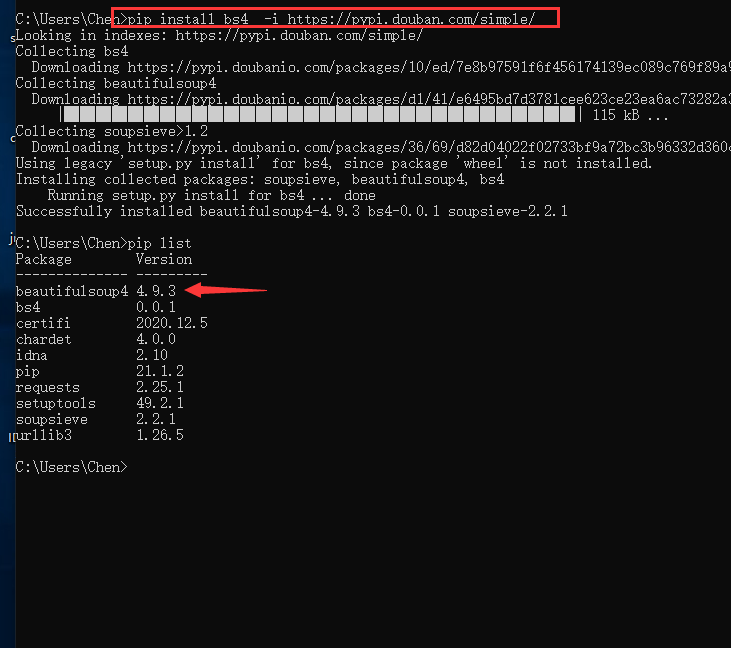 C:\Users\Chen>pip install bs4  -i https://pypi.douban.com/simple/
Looking in indexes: https://pypi.douban.com/simple/
Collecting bs4
  Downloading https://pypi.doubanio.com/packages/10/ed/7e8b97591f6f456174139ec089c769f89a9
Collecting beautifulsoup4
  Downloading https://pypi.doubanio.com/packages/d1/41/e6495bd7d3781cee623ce23ea6ac73282a3
     | 115 kB ...
Collecting soupsieve>1.2
  Downloading https://pypi.doubanio.com/packages/36/69/d82d04022f02733bf9a72bc3b96332d360c
Using legacy 'setup.py install' for bs4, since package 'wheel' is not installed.
Installing collected packages: soupsieve, beautifulsoup4, bs4
    Running setup.py install for bs4 ... done
Successfully installed beautifulsoup4-4.9.3 bs4-0.0.1 soupsieve-2.2.1
C:\Users\Chen>pip list
Package        Version
-------------- ---------
beautifulsoup4 4.9.3
bs4            0.0.1
certifi        2020.12.5
chardet        4.0.0
idna           2.10
pip            21.1.2
requests       2.25.1
setuptools     49.2.1
soupsieve      2.2.1
urllib3        1.26.5
C:\Users\Chen>